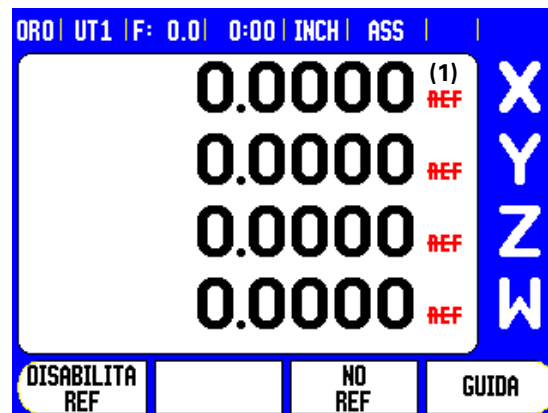 ORO| UT1 |F: 0.0| 0:00| INCH| ASS | |
0.0000 (1) REF X
0.0000 REF Y
0.0000 REF Z
0.0000 REF W
DISABILITA REF
NO REF
GUIDA